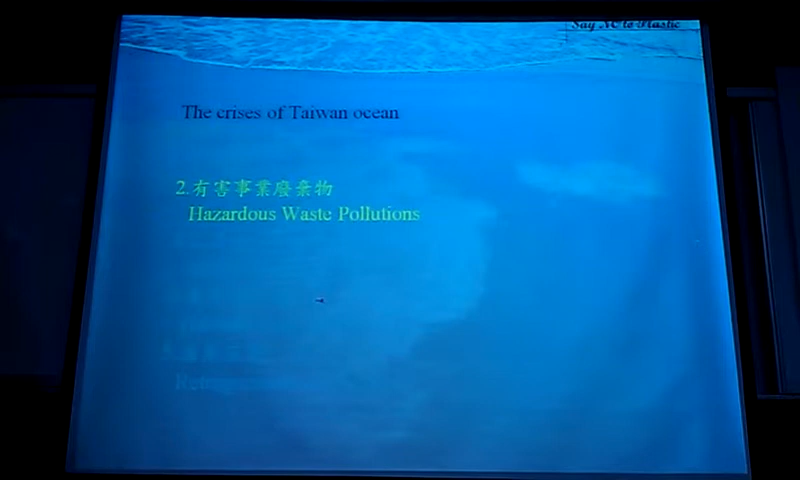 Say NO to Plastic
The crises of Taiwan ocean
2.有害事業廢棄物
Hazardous Waste Pollutions